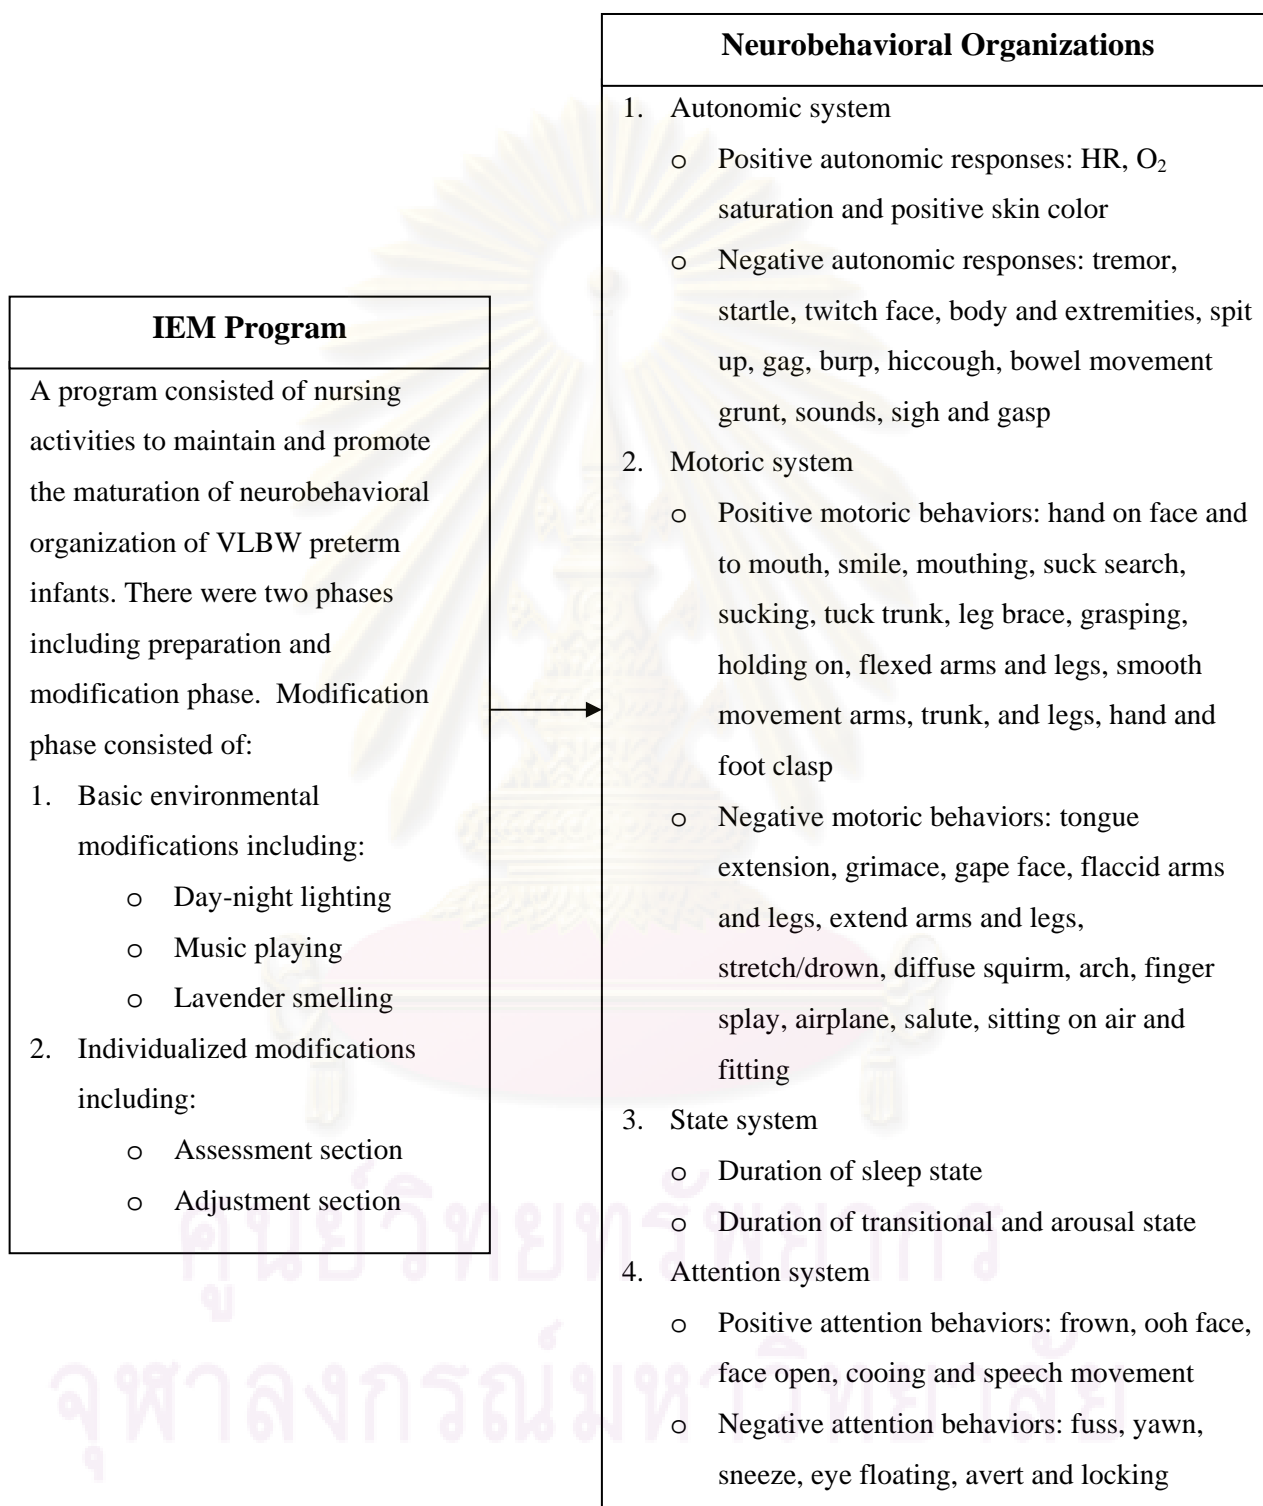 IEM Program
A program consisted of nursing
activities to maintain and promote
the maturation of neurobehavioral
organization of VLBW preterm
infants. There were two phases
including preparation and
modification phase.  Modification
phase consisted of:
1. Basic environmental
modifications including:
o Day-night lighting
o Music playing
o Lavender smelling
2. Individualized modifications
including:
o Assessment section
o Adjustment section
Neurobehavioral Organizations
1. Autonomic system
o Positive autonomic responses: HR, O₂
saturation and positive skin color
o Negative autonomic responses: tremor,
startle, twitch face, body and extremities, spit
up, gag, burp, hiccough, bowel movement
grunt, sounds, sigh and gasp
2. Motoric system
o Positive motoric behaviors: hand on face and
to mouth, smile, mouthing, suck search,
sucking, tuck trunk, leg brace, grasping,
holding on, flexed arms and legs, smooth
movement arms, trunk, and legs, hand and
foot clasp
o Negative motoric behaviors: tongue
extension, grimace, gape face, flaccid arms
and legs, extend arms and legs,
stretch/drown, diffuse squirm, arch, finger
splay, airplane, salute, sitting on air and
fitting
3. State system
o Duration of sleep state
o Duration of transitional and arousal state
4. Attention system
o Positive attention behaviors: frown, ooh face,
face open, cooing and speech movement
o Negative attention behaviors: fuss, yawn,
sneeze, eye floating, avert and locking
ศูนย์วิทยทรัพยากร
จุฬาลงกรณ์มหาวิทยาลัย